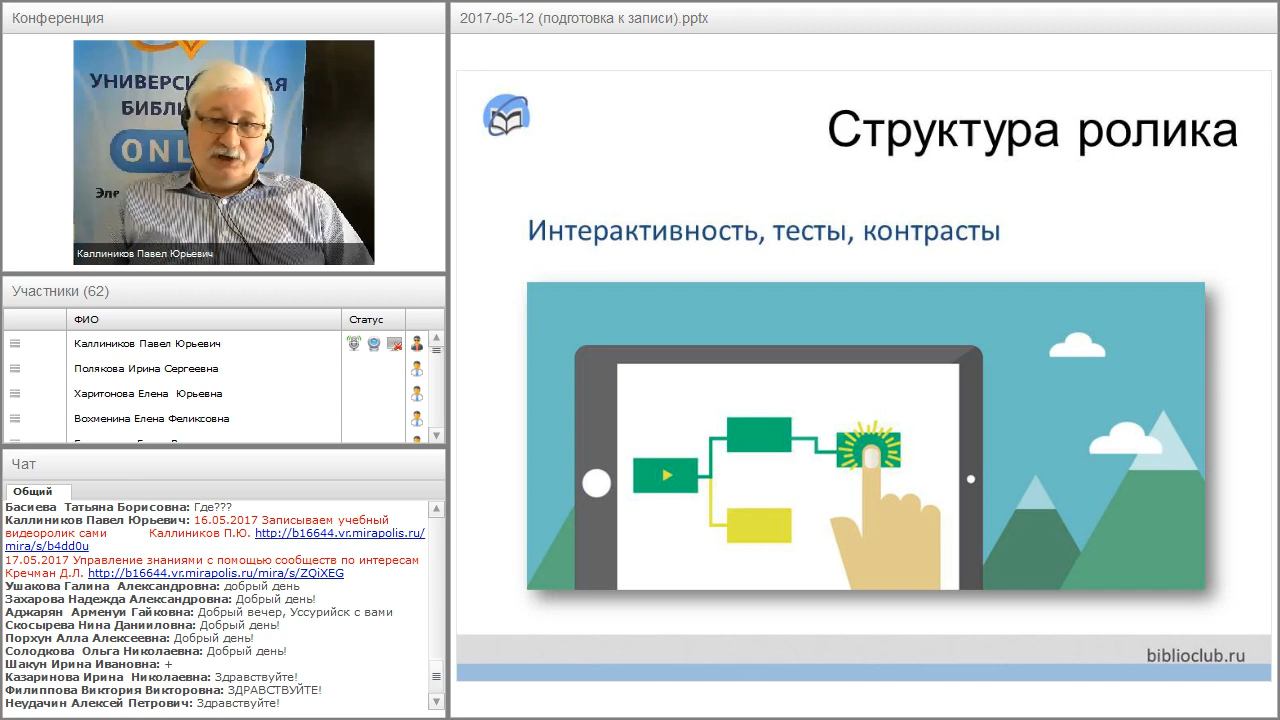 Конференция
УНИВЕРСИ
АЯ
БИБЛИ
Каллиников Павел Юрьевич
Участники (62)
ФИО
Статус
Каллиников Павел Юрьевич
Полякова Ирина Сергеевна
Харитонова Елена Юрьевна
Вохменина Елена Феликсовна
Чат
Общий
Басиева Татьяна Борисовна: Где???
Каллиников Павел Юрьевич: 16.05.2017 Записываем учебный
видеоролик сами Каллиников П.Ю. http://b16644.vr.mirapolis.ru/
mira/s/b4dd0u
17.05.2017 Управление знаниями с помощью сообществ по интересам
Кречман Д.Л. http://b16644.vr.mirapolis.ru/mira/s/ZQiXEG
Ушакова Галина Александровна: добрый день
Захарова Надежда Александровна: Добрый день!
Аджарян Арменуи Гайковна: Добрый вечер, Уссурийск с вами
Скосырева Нина Данииловна: Добрый день!
Порхун Алла Алексеевна: Добрый день!
Солодкова Ольга Николаевна: Добрый день!
Шакун Ирина Ивановна: +
Казаринова Ирина Николаевна: Здравствуйте!
Филиппова Виктория Викторовна: ЗДРАВСТВУЙТЕ!
Неудачин Алексей Петрович: Здравствуйте!
2017-05-12 (подготовка к записи).pptx
Структура ролика
Интерактивность, тесты, контрасты
biblioclub.ru